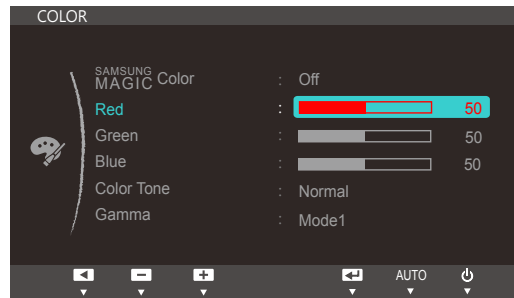 COLOR
SAMSUNG MAGIC Color : Off
Red : 50
Green : 50
Blue : 50
Color Tone : Normal
Gamma : Mode1
AUTO